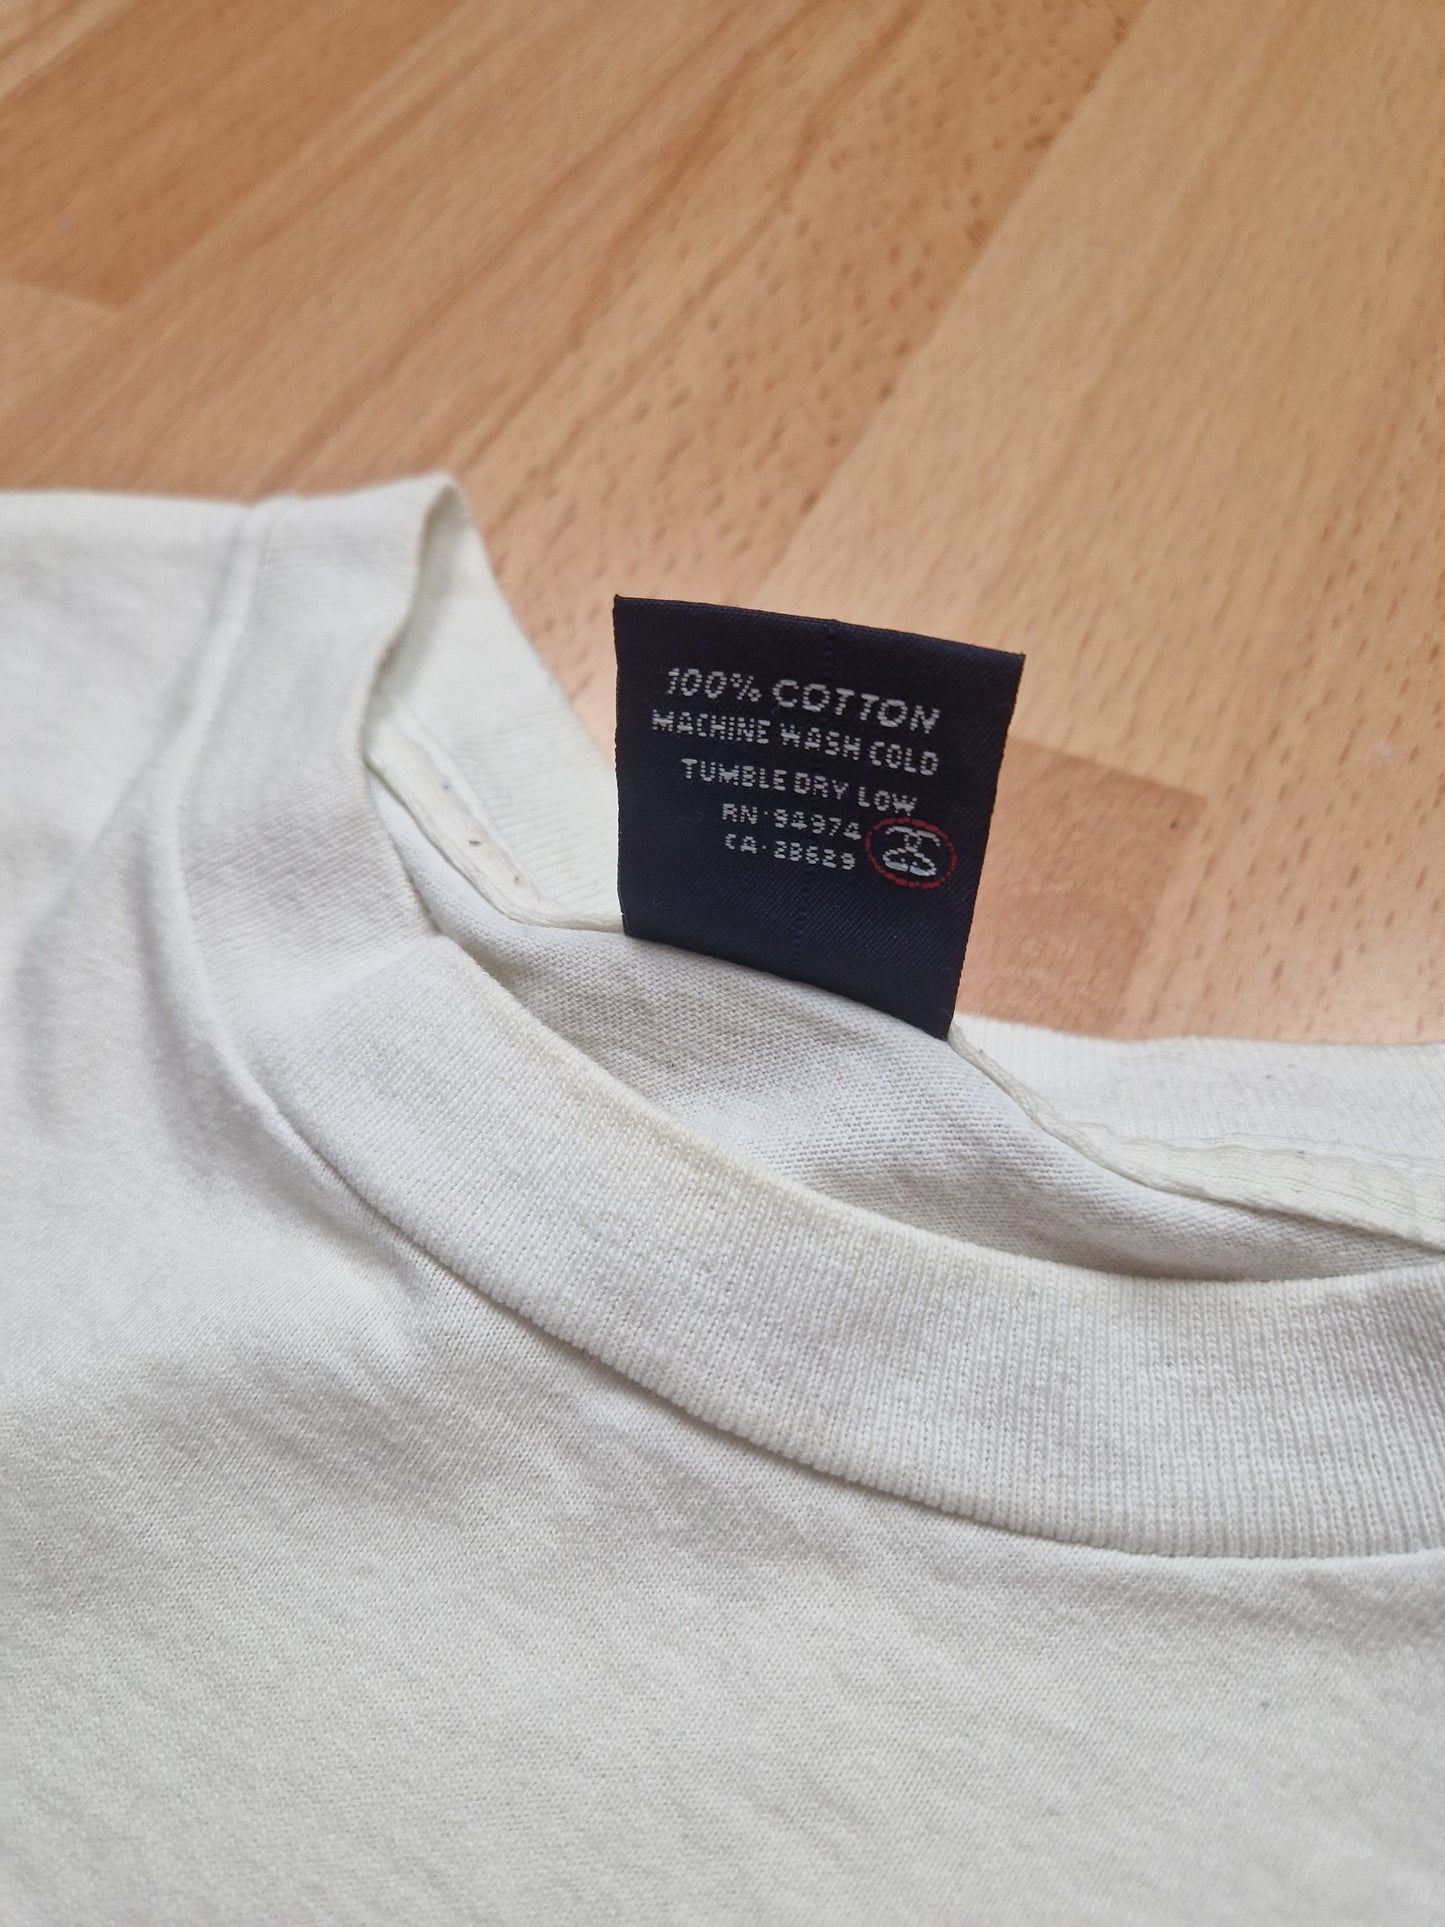 100% COTTON
MACHINE WASH COLD
TUMBLE DRY LOW
RN·94974
CA·28629